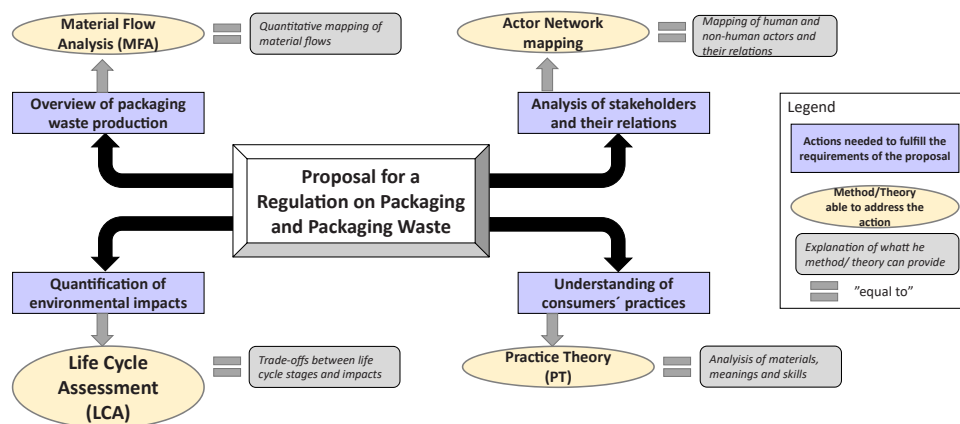 Material Flow
Analysis (MFA)
Quantitative mapping of
material flows
Actor Network
mapping
Mapping of human and
non-human actors and
their relations
Overview of packaging
waste production
Analysis of stakeholders
and their relations
Legend
Actions needed to fulfill the
requirements of the proposal
Proposal for a
Regulation on Packaging
and Packaging Waste
Method/Theory
able to address the
action
Explanation of whatt he
method/ theory can provide
"equal to"
Quantification of
environmental impacts
Understanding of
consumers´ practices
Life Cycle
Assessment
(LCA)
Trade-offs between life
cycle stages and impacts
Practice Theory
(PT)
Analyisis of materials,
meanings and skills